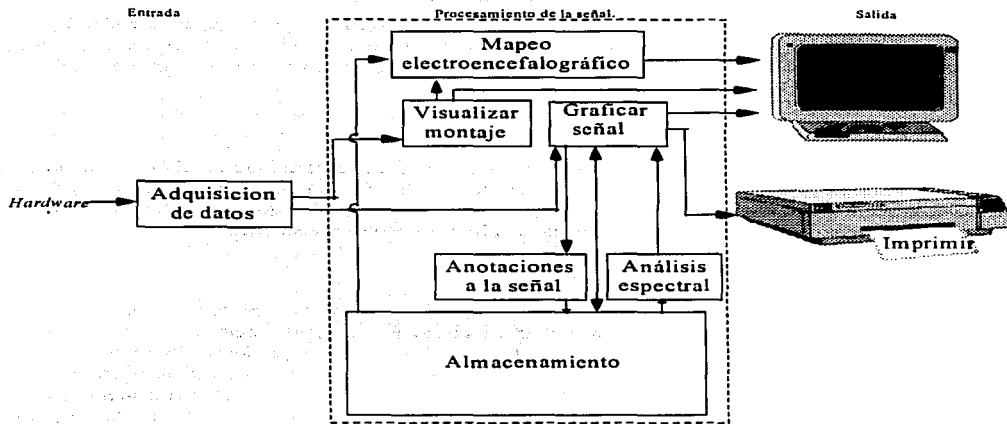 Entrada
Procesamiento de la señal.
Salida
Mapeo
electroencefalográfico
Visualizar
montaje
Graficar
señal
Hardware
Adquisicion
de datos
Imprimir
Anotaciones
a la señal
Análisis
espectral
Almacenamiento